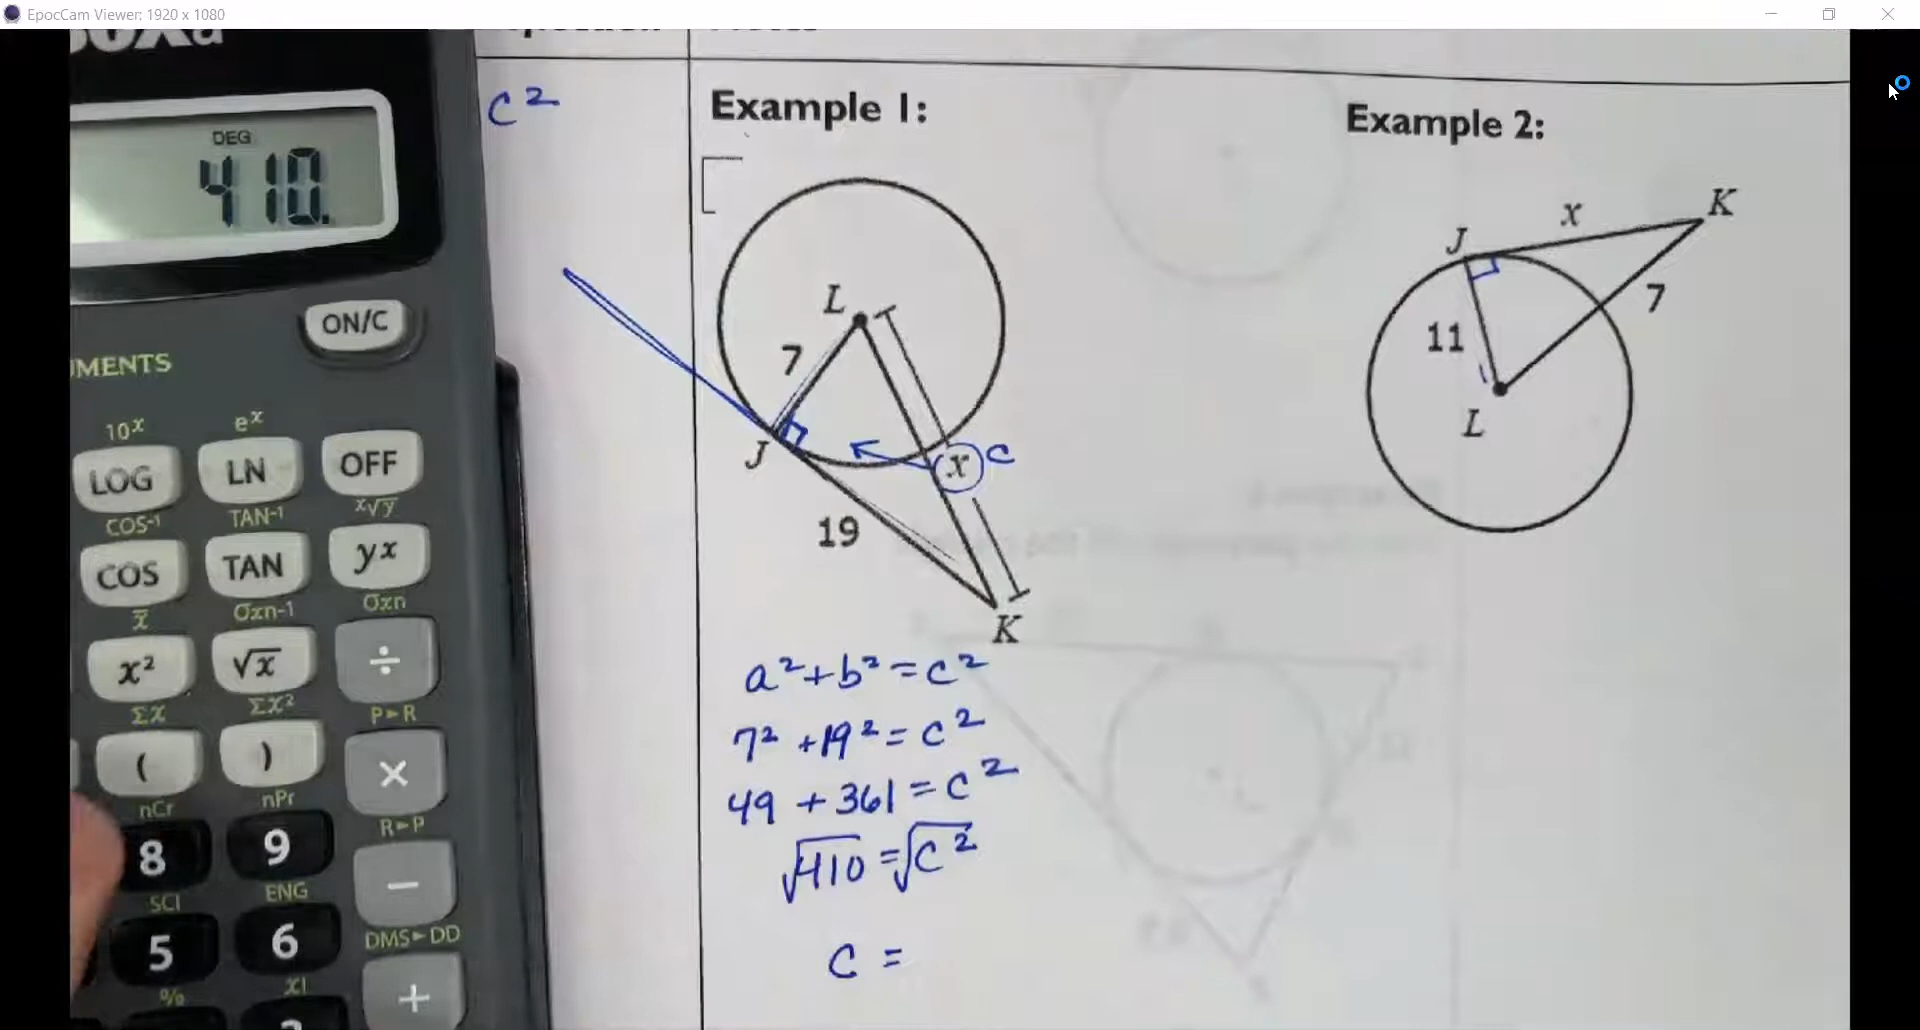 EpocCam Viewer: 1920 x 1080
DEG
410.
ON/C
10ˣ eˣ
LOG LN OFF
COS⁻¹ TAN⁻¹ ˣ√y
COS TAN yˣ
x̅ σxn-1 σxn
x² √x ÷
Σx Σx² P▸R
( ) ×
nCr nPr R▸P
8 9 −
SCI ENG DMS▸DD
5 6
% x! +
c²
Example 1:
L
7
J
x c
19
K
a² + b² = c²
7² + 19² = c²
49 + 361 = c²
√410 = √c²
c =
Example 2:
K
x
J
7
11
L